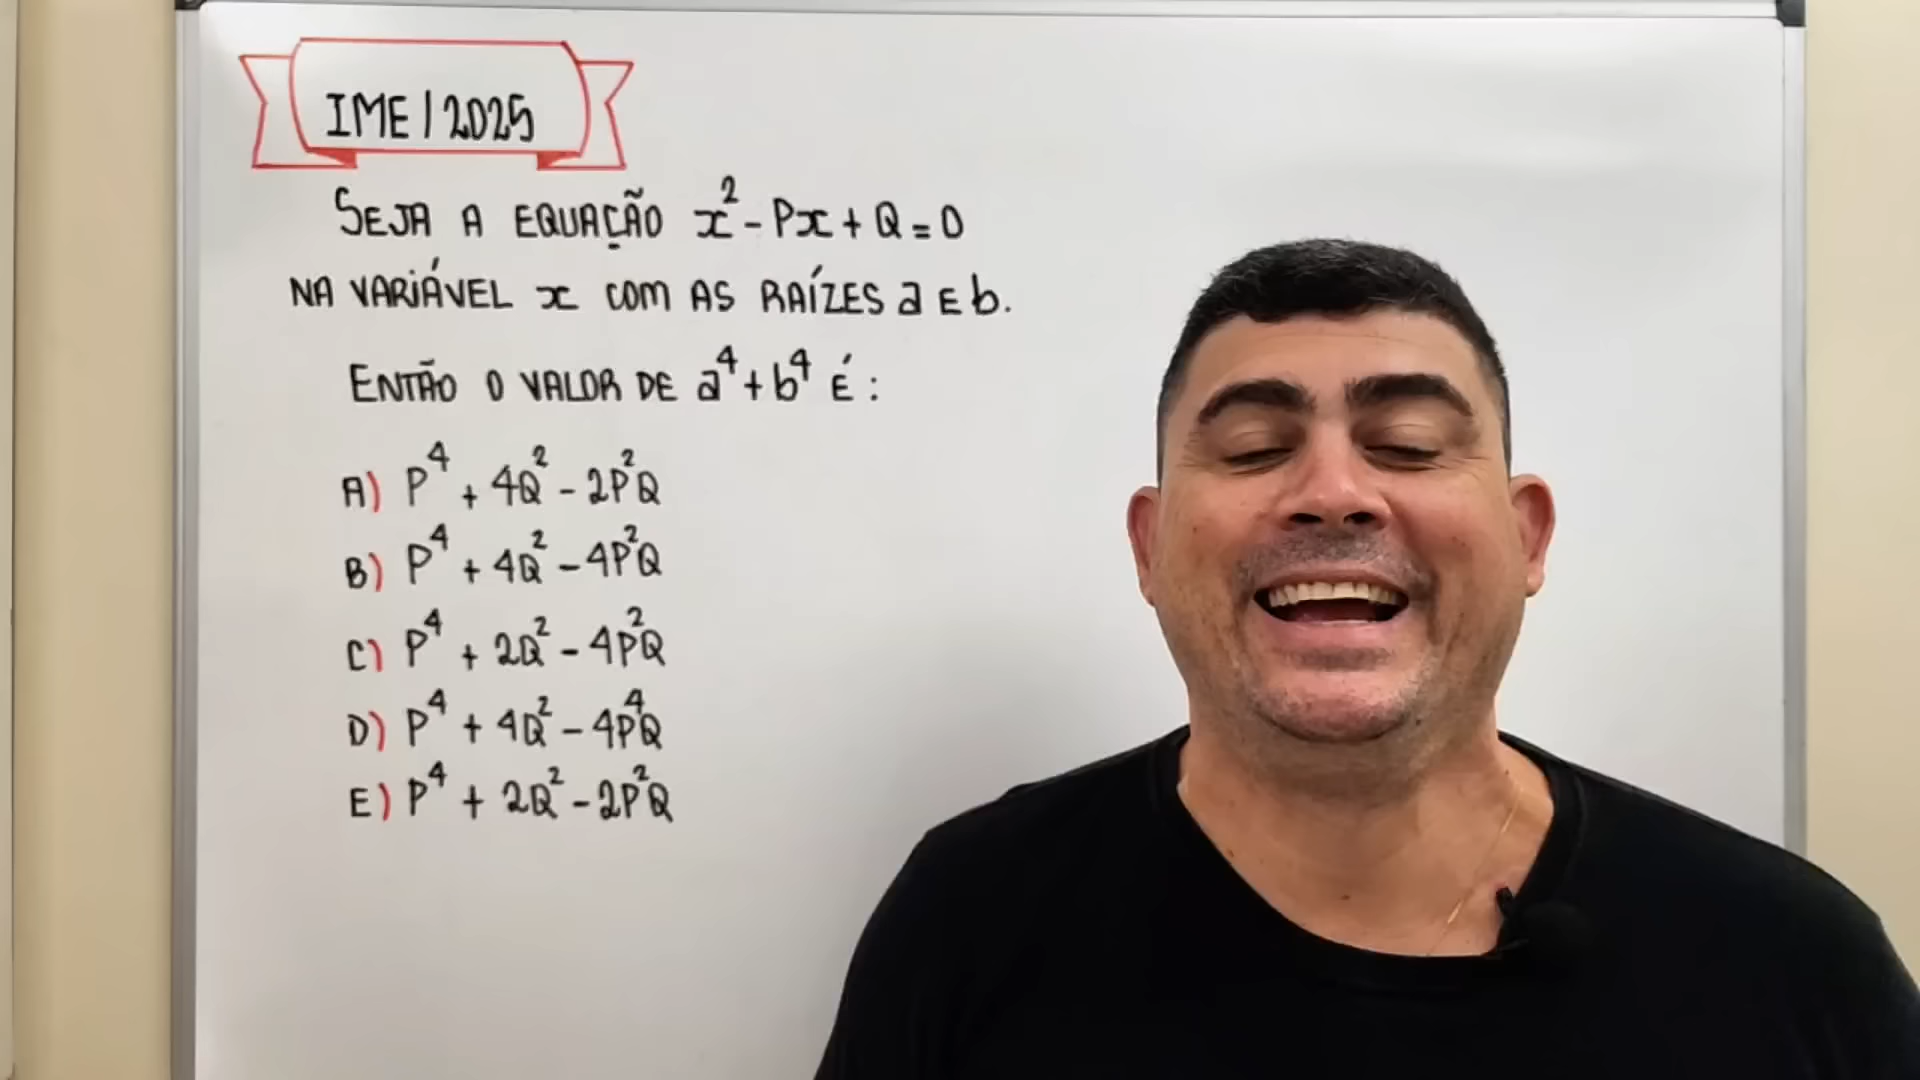 IME/2025
SEJA A EQUAÇÃO x² - Px + Q = 0
NA VARIÁVEL x COM AS RAÍZES a E b.
ENTÃO O VALOR DE a⁴ + b⁴ É :
A) P⁴ + 4Q² - 2P²Q
B) P⁴ + 4Q² - 4P²Q
C) P⁴ + 2Q² - 4P²Q
D) P⁴ + 4Q² - 4P⁴Q
E) P⁴ + 2Q² - 2P²Q